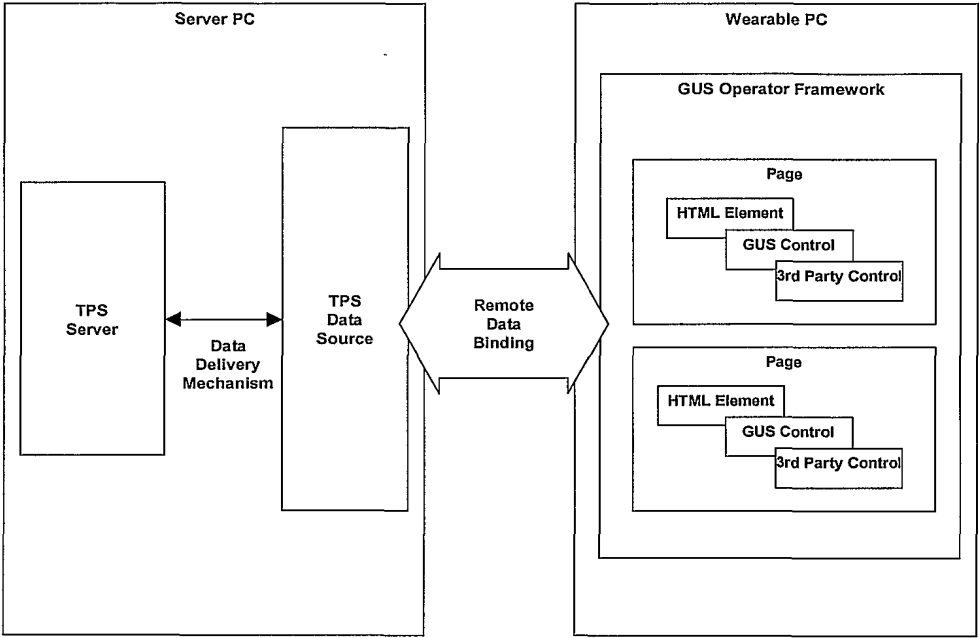 Server PC
TPS
Server
Data
Delivery
Mechanism
TPS
Data
Source
Remote
Data
Binding
Wearable PC
GUS Operator Framework
Page
HTML Element
GUS Control
3rd Party Control
Page
HTML Element
GUS Control
3rd Party Control